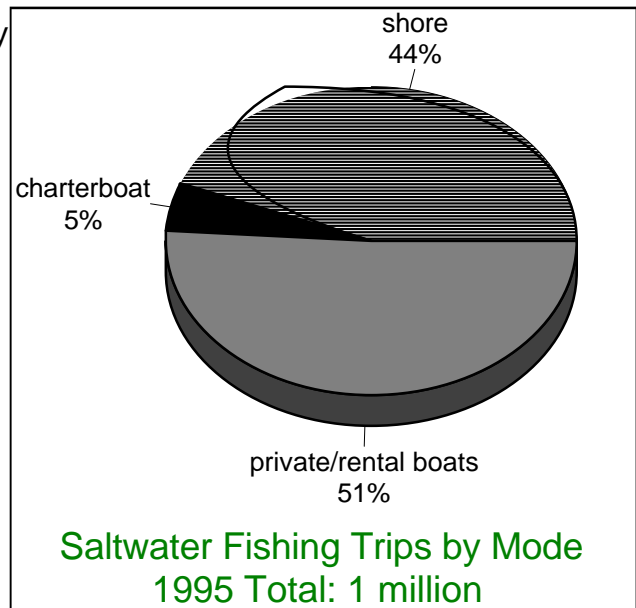 y
shore
44%
charterboat
5%
private/rental boats
51%
Saltwater Fishing Trips by Mode
1995 Total: 1 million